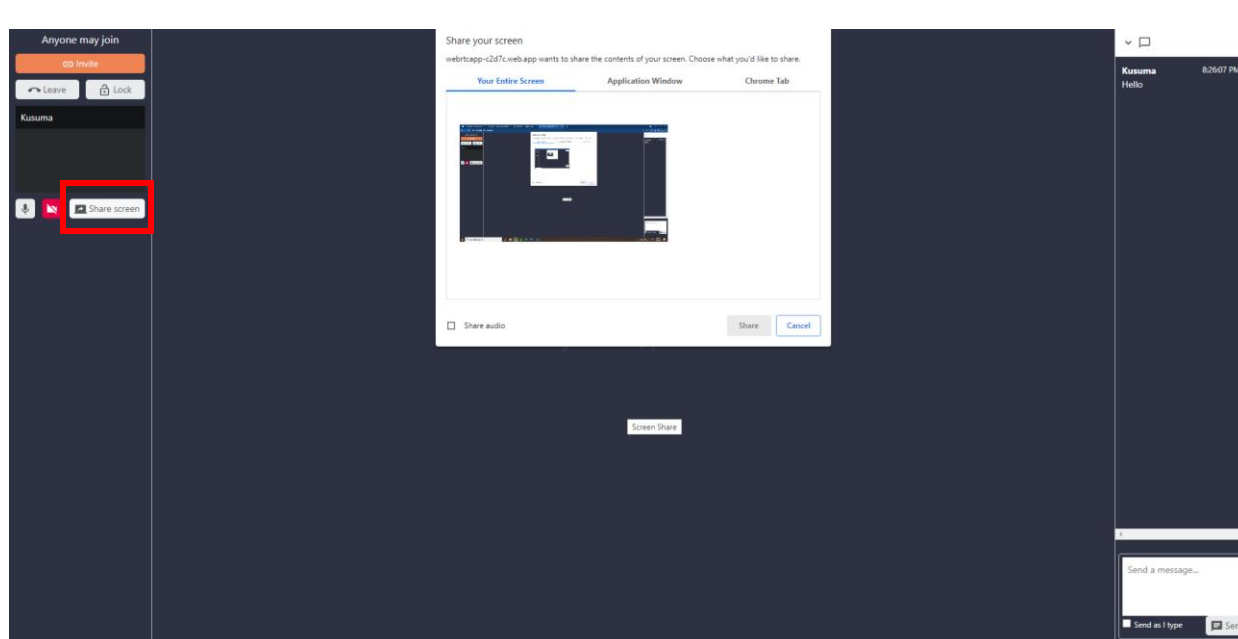 Anyone may join
Invite
Leave
Lock
Kusuma
Share screen
Share your screen
webrtcapp-c2d7c.web.app wants to share the contents of your screen. Choose what you'd like to share.
Your Entire Screen
Application Window
Chrome Tab
Share audio
Share
Cancel
Screen Share
Kusuma
8:26:07 PM
Hello
Send a message...
Send as I type
Sen